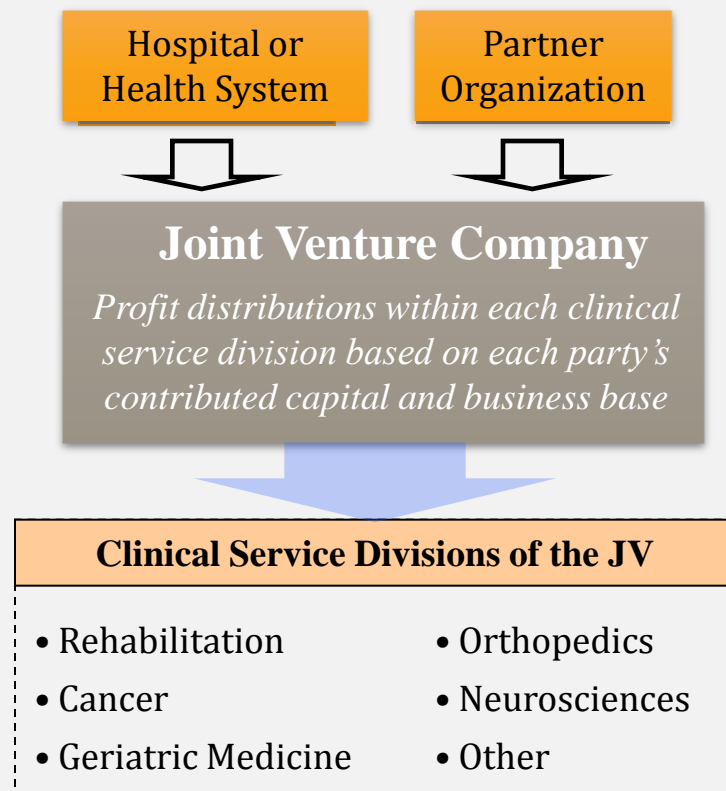 Hospital or
Health System
Partner
Organization
Joint Venture Company
Profit distributions within each clinical
service division based on each party’s
contributed capital and business base
Clinical Service Divisions of the JV
• Rehabilitation
• Cancer
• Geriatric Medicine
• Orthopedics
• Neurosciences
• Other